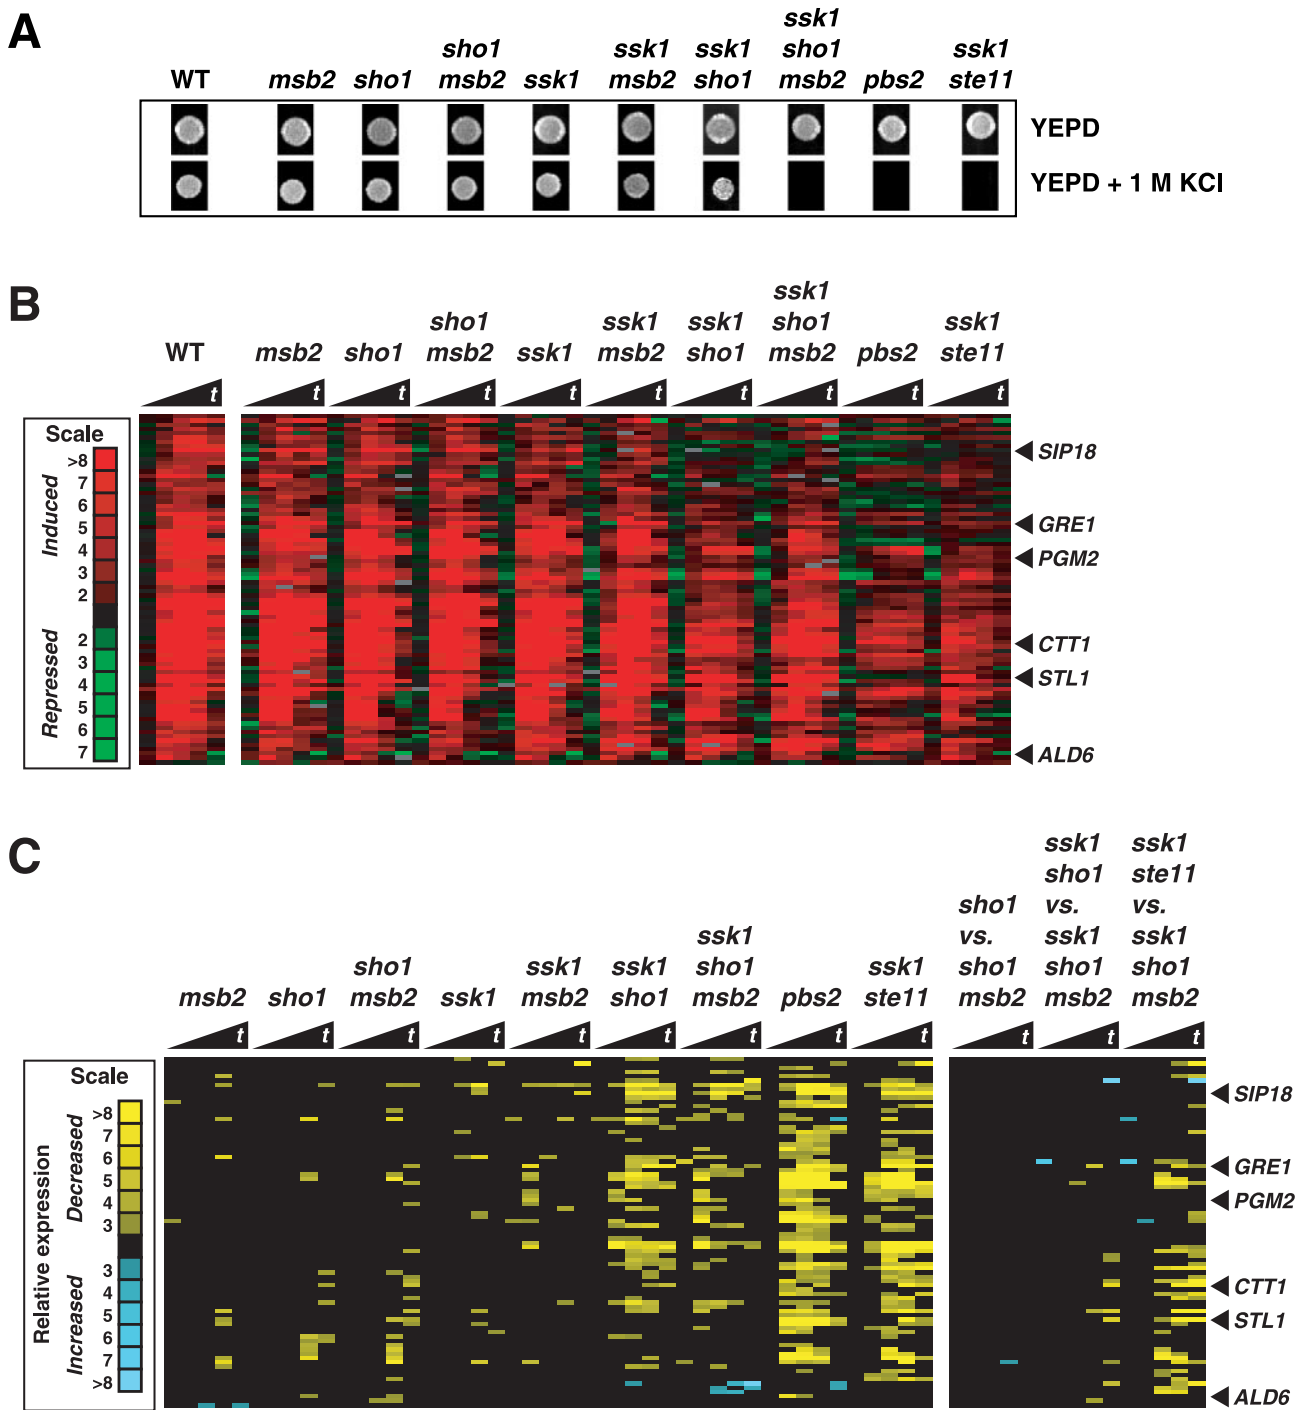 A
WT
msb2
sho1
sho1
msb2
ssk1
ssk1
msb2
ssk1
sho1
ssk1
sho1
msb2
pbs2
ssk1
ste11
YEPD
YEPD + 1 M KCl
B
WT
msb2
sho1
sho1
msb2
ssk1
ssk1
msb2
ssk1
sho1
ssk1
sho1
msb2
pbs2
ssk1
ste11
t
t
t
t
t
t
t
t
t
t
Scale
Induced
>8
7
6
5
4
3
2
Repressed
2
3
4
5
6
7
SIP18
GRE1
PGM2
CTT1
STL1
ALD6
C
msb2
sho1
sho1
msb2
ssk1
ssk1
msb2
ssk1
sho1
ssk1
sho1
msb2
pbs2
ssk1
ste11
sho1
vs.
sho1
msb2
ssk1
sho1
vs.
ssk1
sho1
msb2
ssk1
ste11
vs.
ssk1
sho1
msb2
t
t
t
t
t
t
t
t
t
t
t
t
Scale
Relative expression
Decreased
>8
7
6
5
4
3
Increased
3
4
5
6
7
>8
SIP18
GRE1
PGM2
CTT1
STL1
ALD6